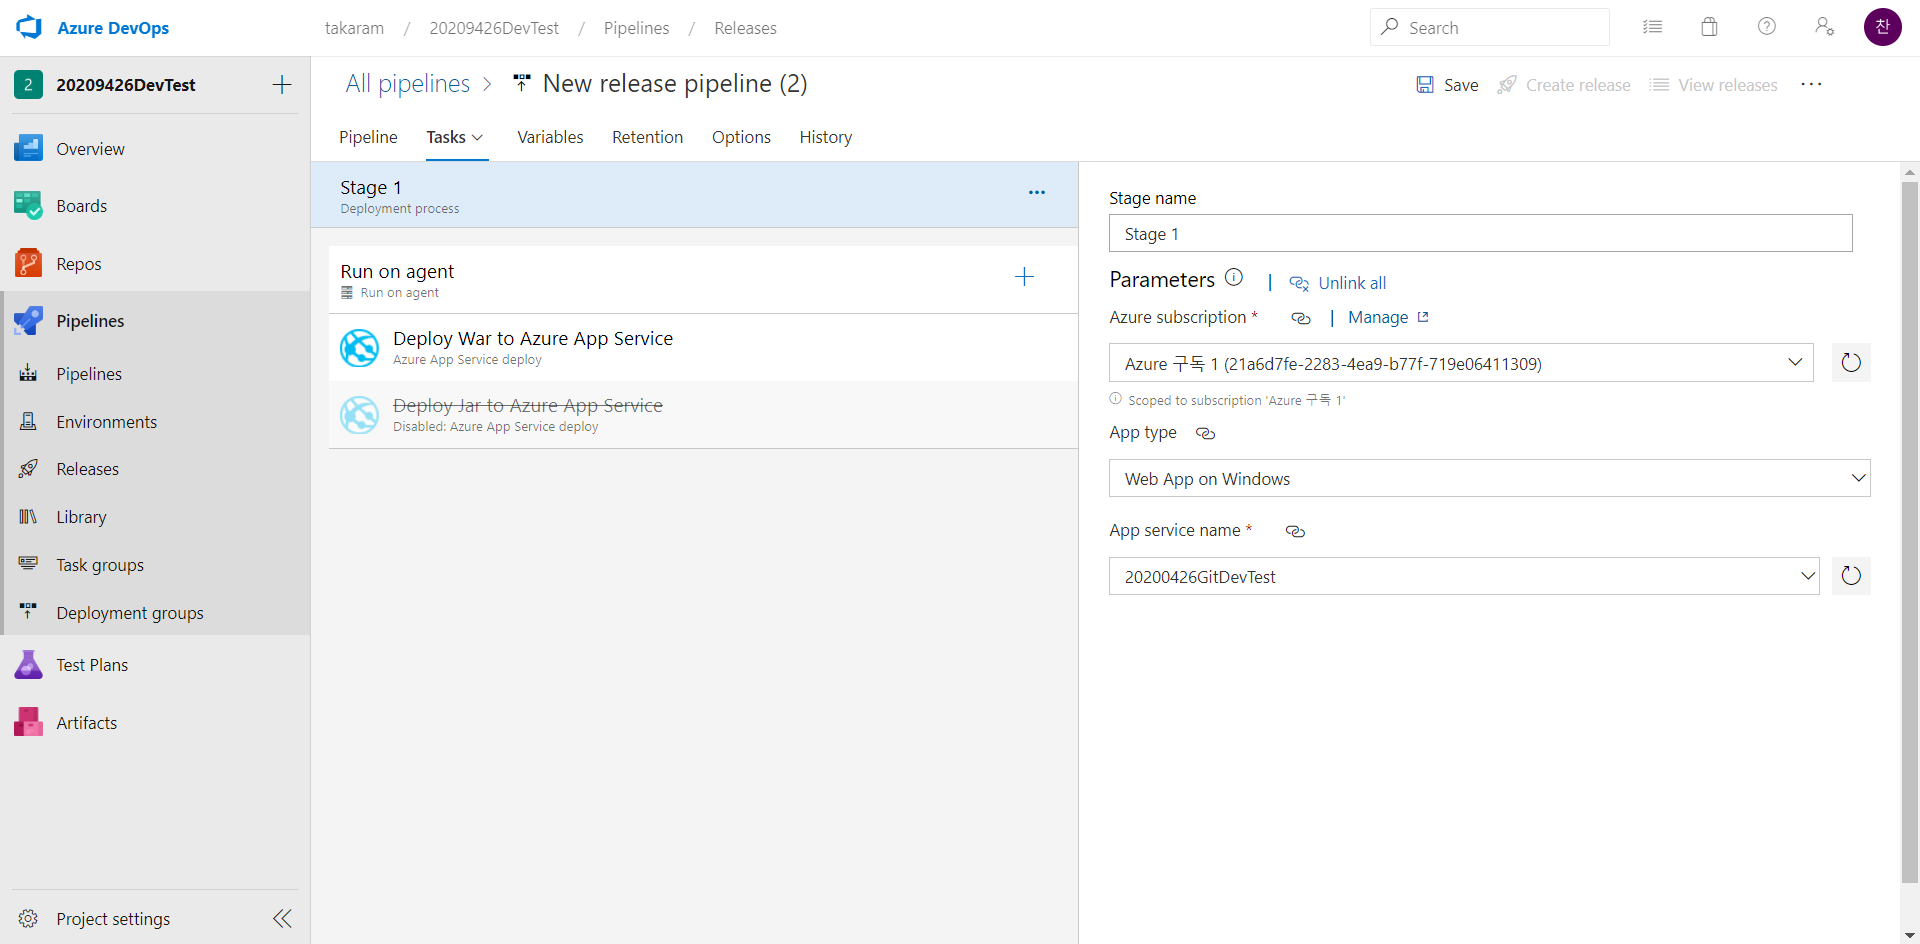 Azure DevOps
takaram / 20209426DevTest / Pipelines / Releases
Search
찬
2 20209426DevTest
Overview
Boards
Repos
Pipelines
Pipelines
Environments
Releases
Library
Task groups
Deployment groups
Test Plans
Artifacts
Project settings
All pipelines > New release pipeline (2)
Save
Create release
View releases
Pipeline
Tasks
Variables
Retention
Options
History
Stage 1
Deployment process
Run on agent
Run on agent
Deploy War to Azure App Service
Azure App Service deploy
Deploy Jar to Azure App Service
Disabled: Azure App Service deploy
Stage name
Stage 1
Parameters | Unlink all
Azure subscription * | Manage
Azure 구독 1 (21a6d7fe-2283-4ea9-b77f-719e06411309)
Scoped to subscription 'Azure 구독 1'
App type
Web App on Windows
App service name *
20200426GitDevTest